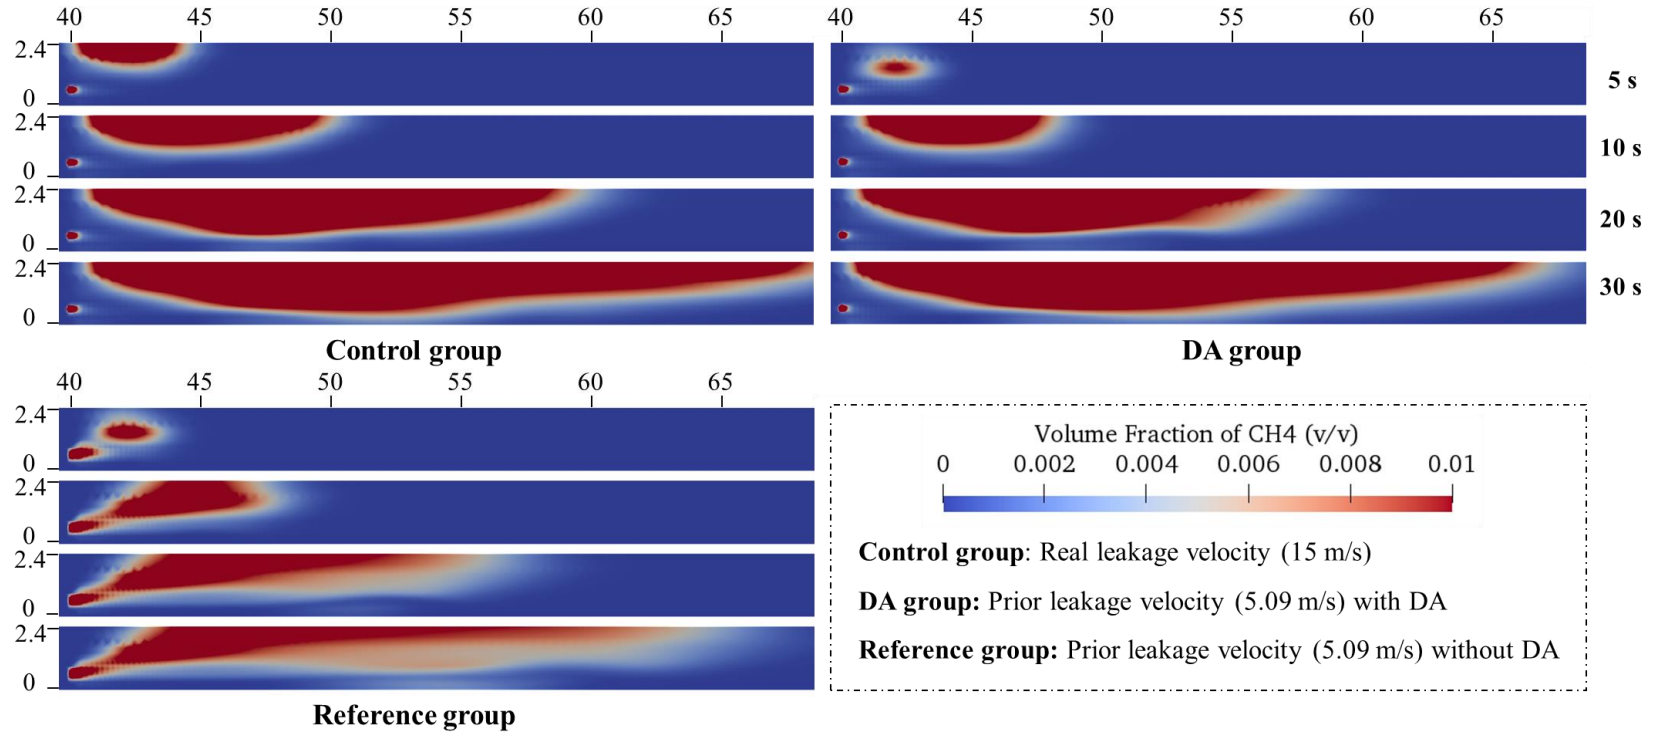 40 45 50 55 60 65
2.4
0
2.4
0
2.4
0
2.4
0
Control group
40 45 50 55 60 65
5 s
10 s
20 s
30 s
DA group
40 45 50 55 60 65
2.4
0
2.4
0
2.4
0
2.4
0
Reference group
Volume Fraction of CH4 (v/v)
0 0.002 0.004 0.006 0.008 0.01
Control group: Real leakage velocity (15 m/s)
DA group: Prior leakage velocity (5.09 m/s) with DA
Reference group: Prior leakage velocity (5.09 m/s) without DA